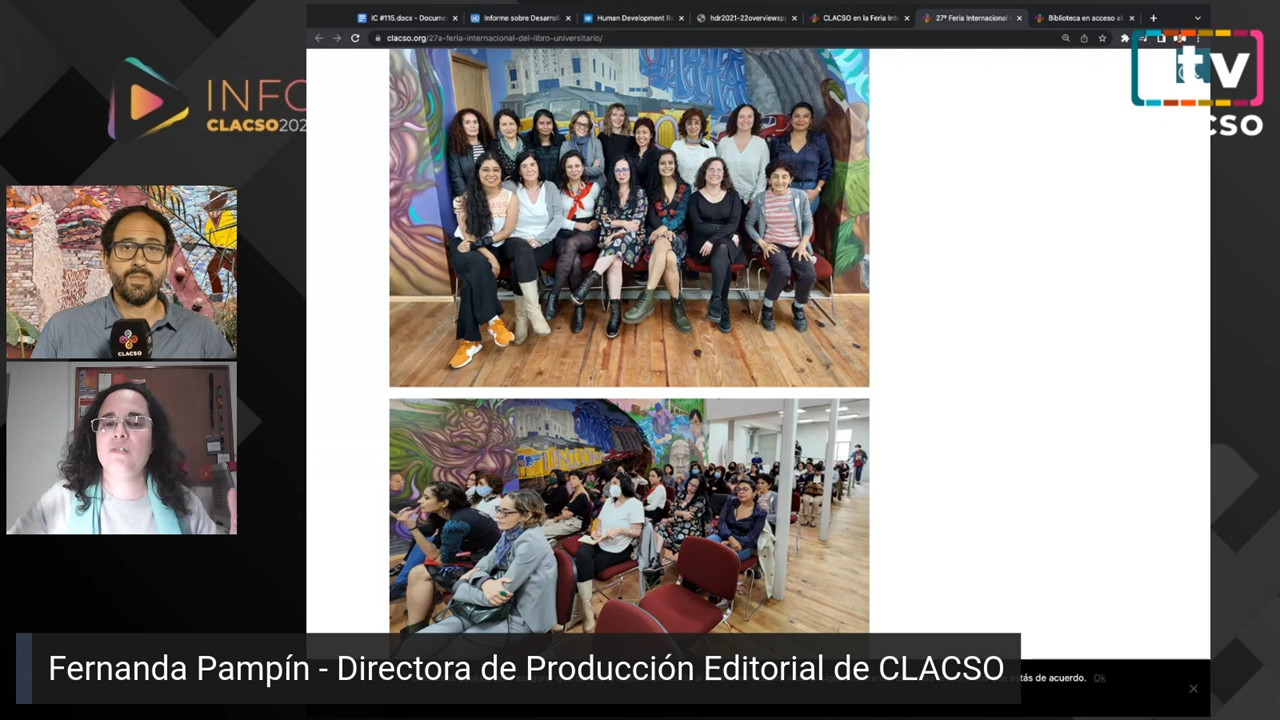 IC #115.docx - Docume
Informe sobre Desarroll
Human Development R
hdr2021-22overviewsp
CLACSO en la Feria Int
27ª Feria Internacional
Biblioteca en acceso a
clacso.org/27a-feria-internacional-del-libro-universitario/
tv
CSO
INFO
CLACSO202
CLACSO
Fernanda Pampín - Directora de Producción Editorial de CLACSO
tás de acuerdo. Ok